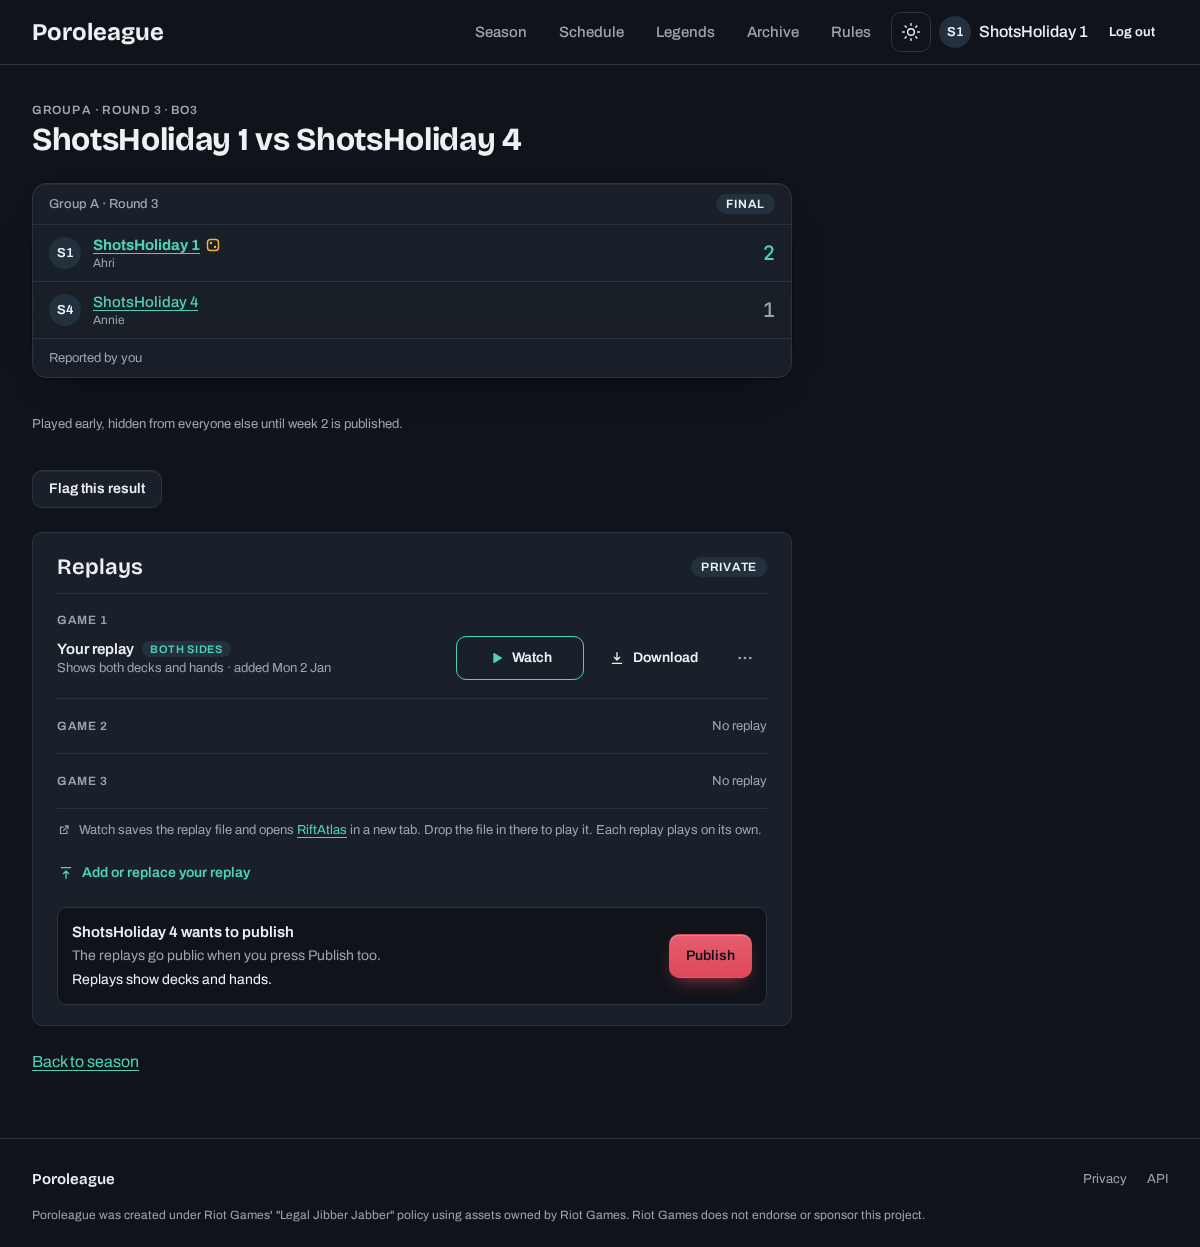 Poroleague
Season
Schedule
Legends
Archive
Rules
S1
ShotsHoliday 1
Log out
GROUP A · ROUND 3 · BO3
ShotsHoliday 1 vs ShotsHoliday 4
Group A · Round 3
FINAL
S1
ShotsHoliday 1
Ahri
2
S4
ShotsHoliday 4
Annie
1
Reported by you
Played early, hidden from everyone else until week 2 is published.
Flag this result
Replays
PRIVATE
GAME 1
Your replay
BOTH SIDES
Shows both decks and hands · added Mon 2 Jan
Watch
Download
GAME 2
No replay
GAME 3
No replay
Watch saves the replay file and opens RiftAtlas in a new tab. Drop the file in there to play it. Each replay plays on its own.
Add or replace your replay
ShotsHoliday 4 wants to publish
The replays go public when you press Publish too.
Replays show decks and hands.
Publish
Back to season
Poroleague
Privacy
API
Poroleague was created under Riot Games' "Legal Jibber Jabber" policy using assets owned by Riot Games. Riot Games does not endorse or sponsor this project.